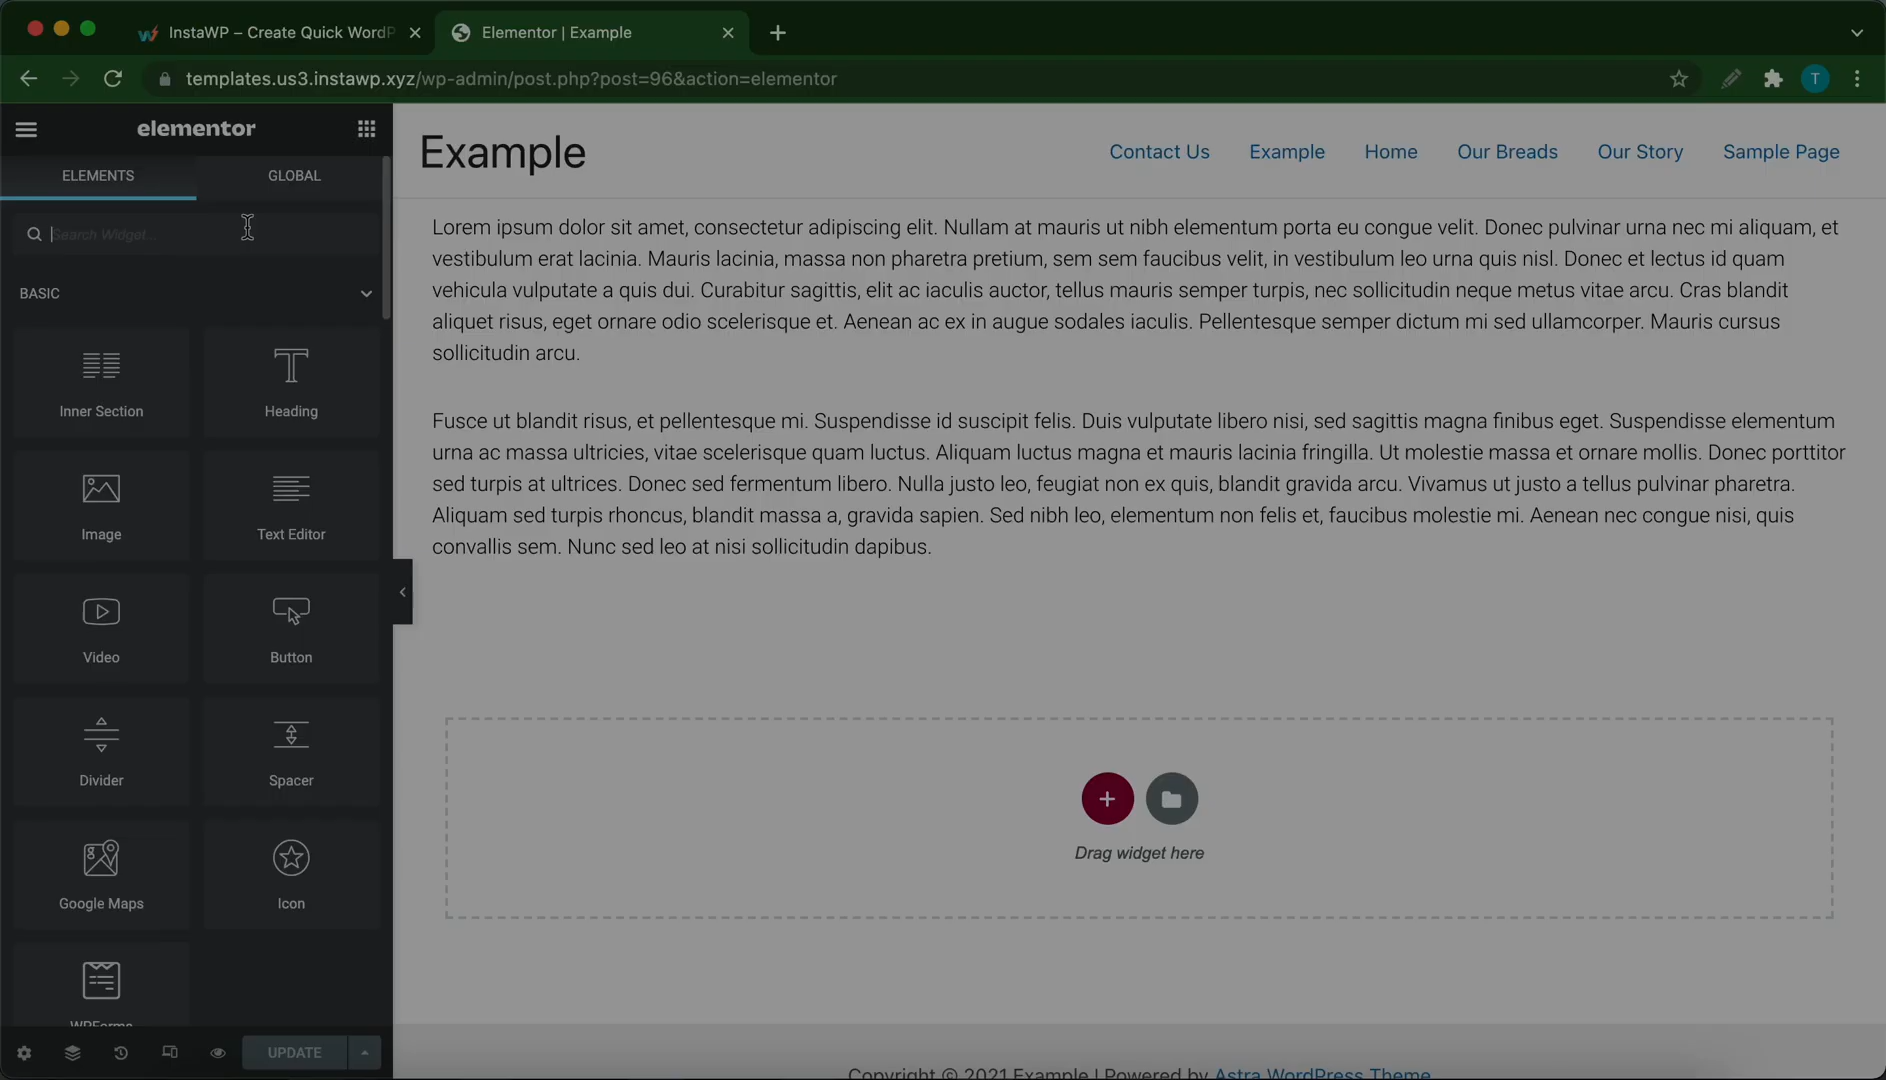 InstaWP – Create Quick WordP
Elementor | Example
templates.us3.instawp.xyz/wp-admin/post.php?post=96&action=elementor
T
elementor
ELEMENTS
GLOBAL
Search Widget...
BASIC
Inner Section
Heading
Image
Text Editor
Video
Button
Divider
Spacer
Google Maps
Icon
WPForms
UPDATE
Example
Contact Us
Example
Home
Our Breads
Our Story
Sample Page
Lorem ipsum dolor sit amet, consectetur adipiscing elit. Nullam at mauris ut nibh elementum porta eu congue velit. Donec pulvinar urna nec mi aliquam, et
vestibulum erat lacinia. Mauris lacinia, massa non pharetra pretium, sem sem faucibus velit, in vestibulum leo urna quis nisl. Donec et lectus id quam
vehicula vulputate a quis dui. Curabitur sagittis, elit ac iaculis auctor, tellus mauris semper turpis, nec sollicitudin neque metus vitae arcu. Cras blandit
aliquet risus, eget ornare odio scelerisque et. Aenean ac ex in augue sodales iaculis. Pellentesque semper dictum mi sed ullamcorper. Mauris cursus
sollicitudin arcu.
Fusce ut blandit risus, et pellentesque mi. Suspendisse id suscipit felis. Duis vulputate libero nisi, sed sagittis magna finibus eget. Suspendisse elementum
urna ac massa ultricies, vitae scelerisque quam luctus. Aliquam luctus magna et mauris lacinia fringilla. Ut molestie massa et ornare mollis. Donec porttitor
sed turpis at ultrices. Donec sed fermentum libero. Nulla justo leo, feugiat non ex quis, blandit gravida arcu. Vivamus ut justo a tellus pulvinar pharetra.
Aliquam sed turpis rhoncus, blandit massa a, gravida sapien. Sed nibh leo, elementum non felis et, faucibus molestie mi. Aenean nec congue nisi, quis
convallis sem. Nunc sed leo at nisi sollicitudin dapibus.
Drag widget here
Copyright © 2021 Example | Powered by Astra WordPress Theme